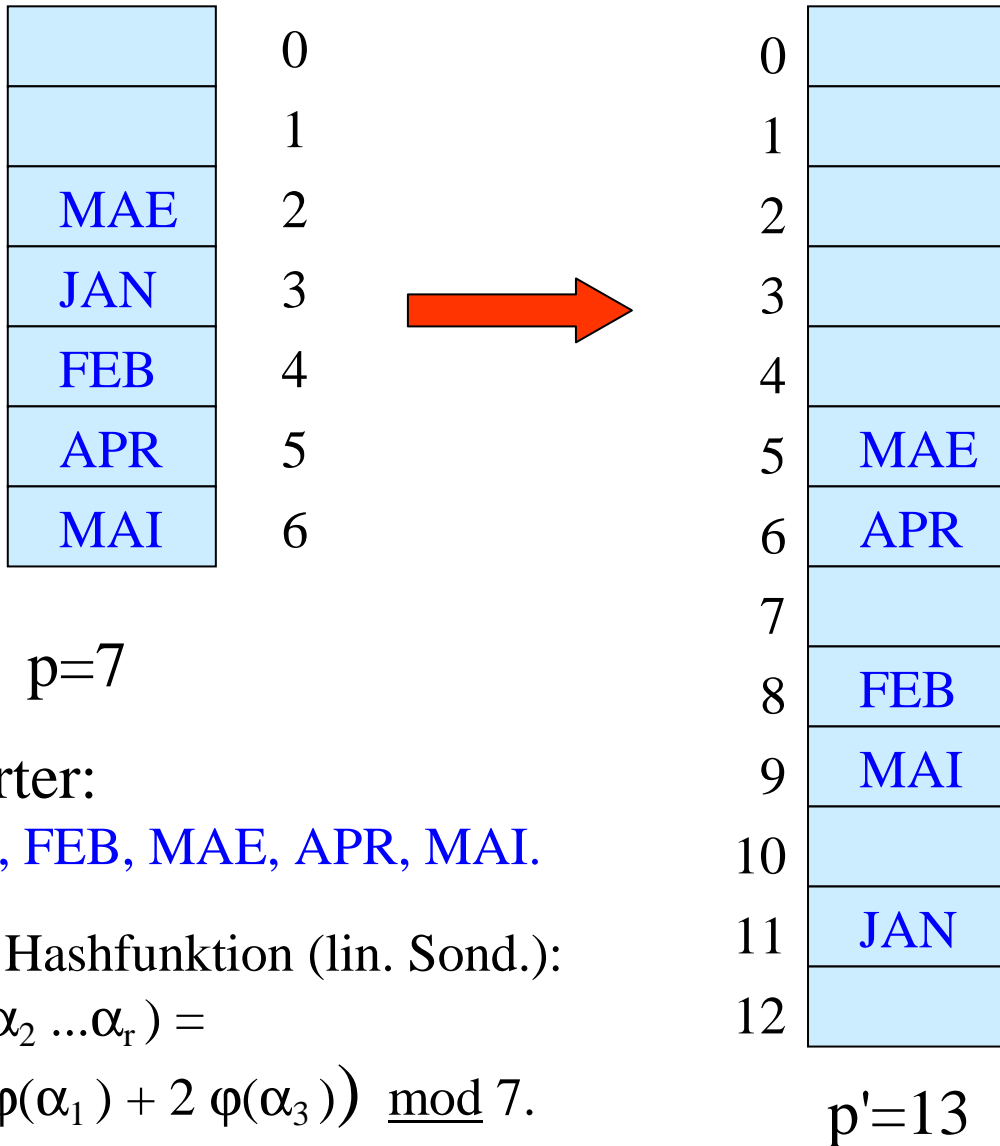 0
1
MAE 2
JAN 3
FEB 4
APR 5
MAI 6
p=7
rter:
, FEB, MAE, APR, MAI.
Hashfunktion (lin. Sond.):
α₂ ...αᵣ ) =
φ(α₁ ) + 2 φ(α₃ )) mod 7.
0
1
2
3
4
5 MAE
6 APR
7
8 FEB
9 MAI
10
11 JAN
12
p'=13